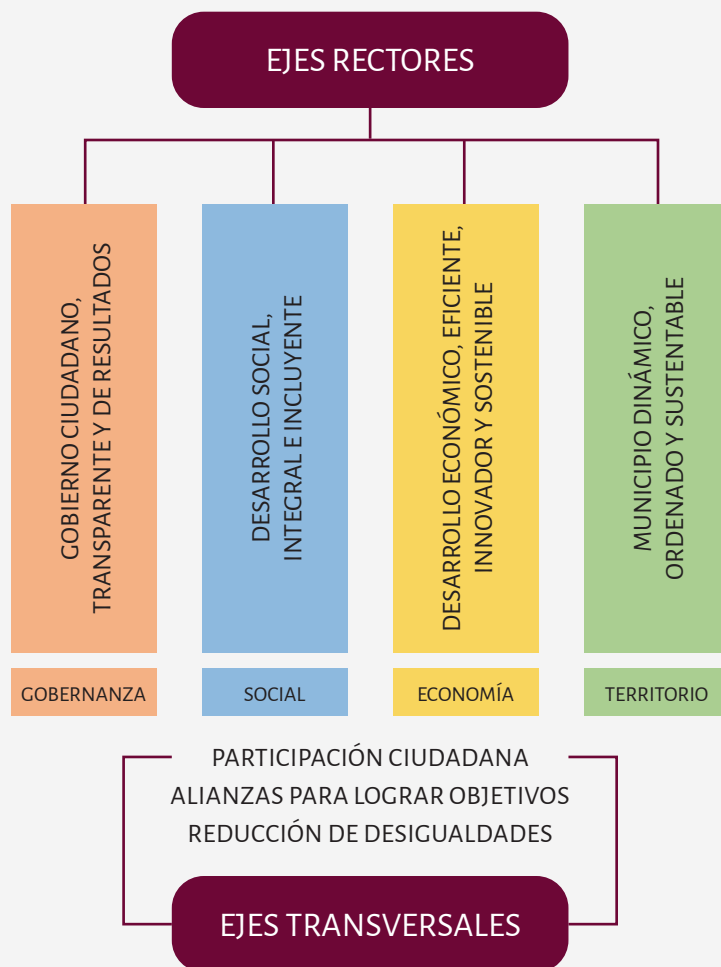 EJES RECTORES
GOBIERNO CIUDADANO,
TRANSPARENTE Y DE RESULTADOS
DESARROLLO SOCIAL,
INTEGRAL E INCLUYENTE
DESARROLLO ECONÓMICO, EFICIENTE,
INNOVADOR Y SOSTENIBLE
MUNICIPIO DINÁMICO,
ORDENADO Y SUSTENTABLE
GOBERNANZA
SOCIAL
ECONOMÍA
TERRITORIO
PARTICIPACIÓN CIUDADANA
ALIANZAS PARA LOGRAR OBJETIVOS
REDUCCIÓN DE DESIGUALDADES
EJES TRANSVERSALES